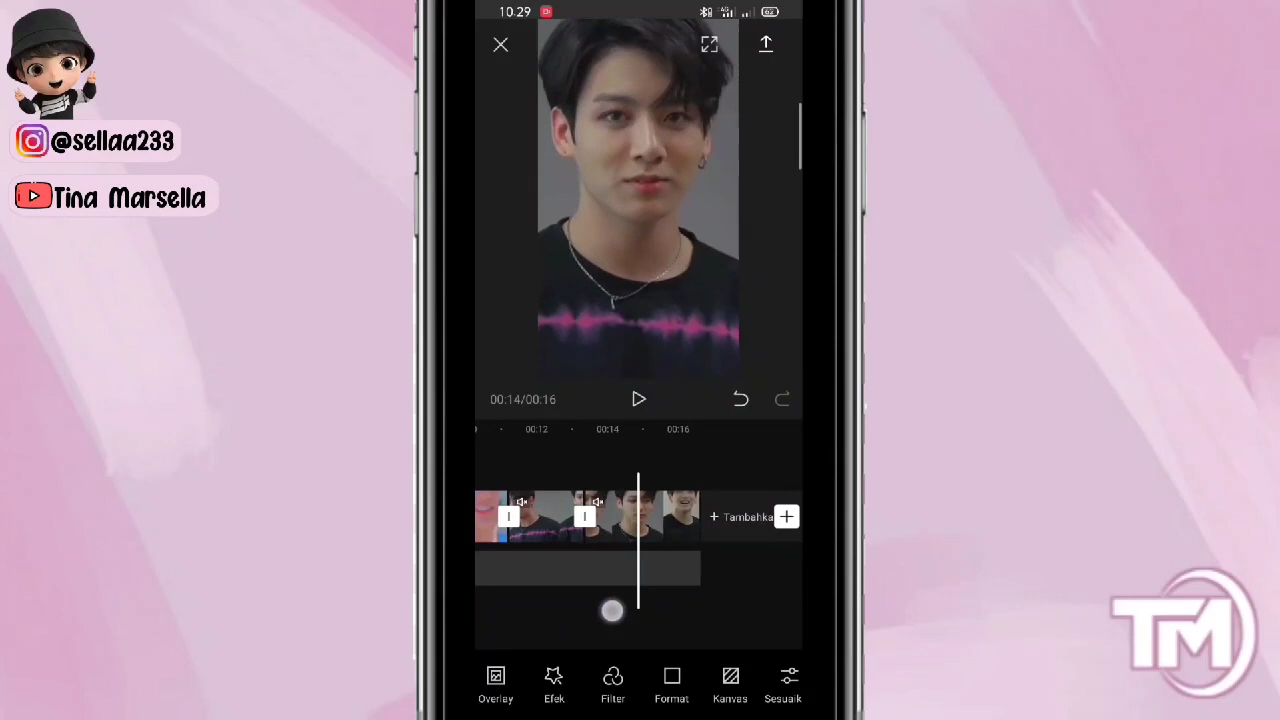 10.29
@sellaa233
Tina Marsella
00:14/00:16
00:12
00:14
00:16
+ Tambahka
TM
Overlay
Efek
Filter
Format
Kanvas
Sesuaik